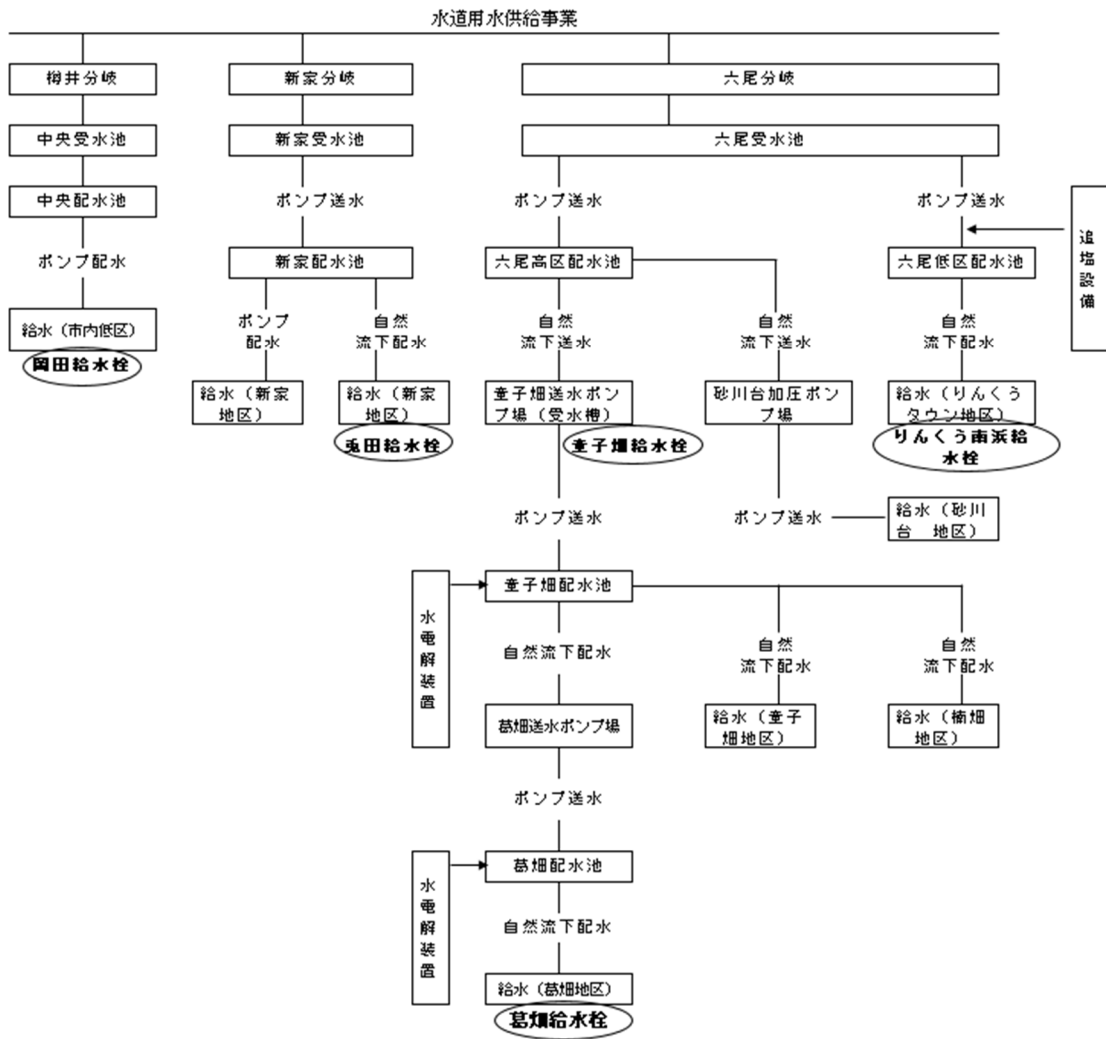 水道用水供給事業
樽井分岐
新家分岐
六尾分岐
中央受水池
新家受水池
六尾受水池
中央配水池
ポンプ送水
ポンプ送水
ポンプ送水
追塩設備
ポンプ配水
新家配水池
六尾高区配水池
六尾低区配水池
給水（市内低区）
岡田給水栓
ポンプ
配水
自然
流下配水
自然
流下送水
自然
流下送水
自然
流下配水
給水（新家
地区）
給水（新家
地区）
兎田給水栓
童子畑送水ポン
プ場（受水槽）
童子畑給水栓
砂川台加圧ポン
プ場
給水（りんくう
タウン地区）
りんくう南浜給
水栓
ポンプ送水
ポンプ送水
給水（砂川
台　地区）
水電解装置
童子畑配水池
自然流下配水
自然
流下配水
自然
流下配水
葛畑送水ポンプ場
給水（童子
畑地区）
給水（楠畑
地区）
ポンプ送水
水電解装置
葛畑配水池
自然流下配水
給水（葛畑地区）
葛畑給水栓